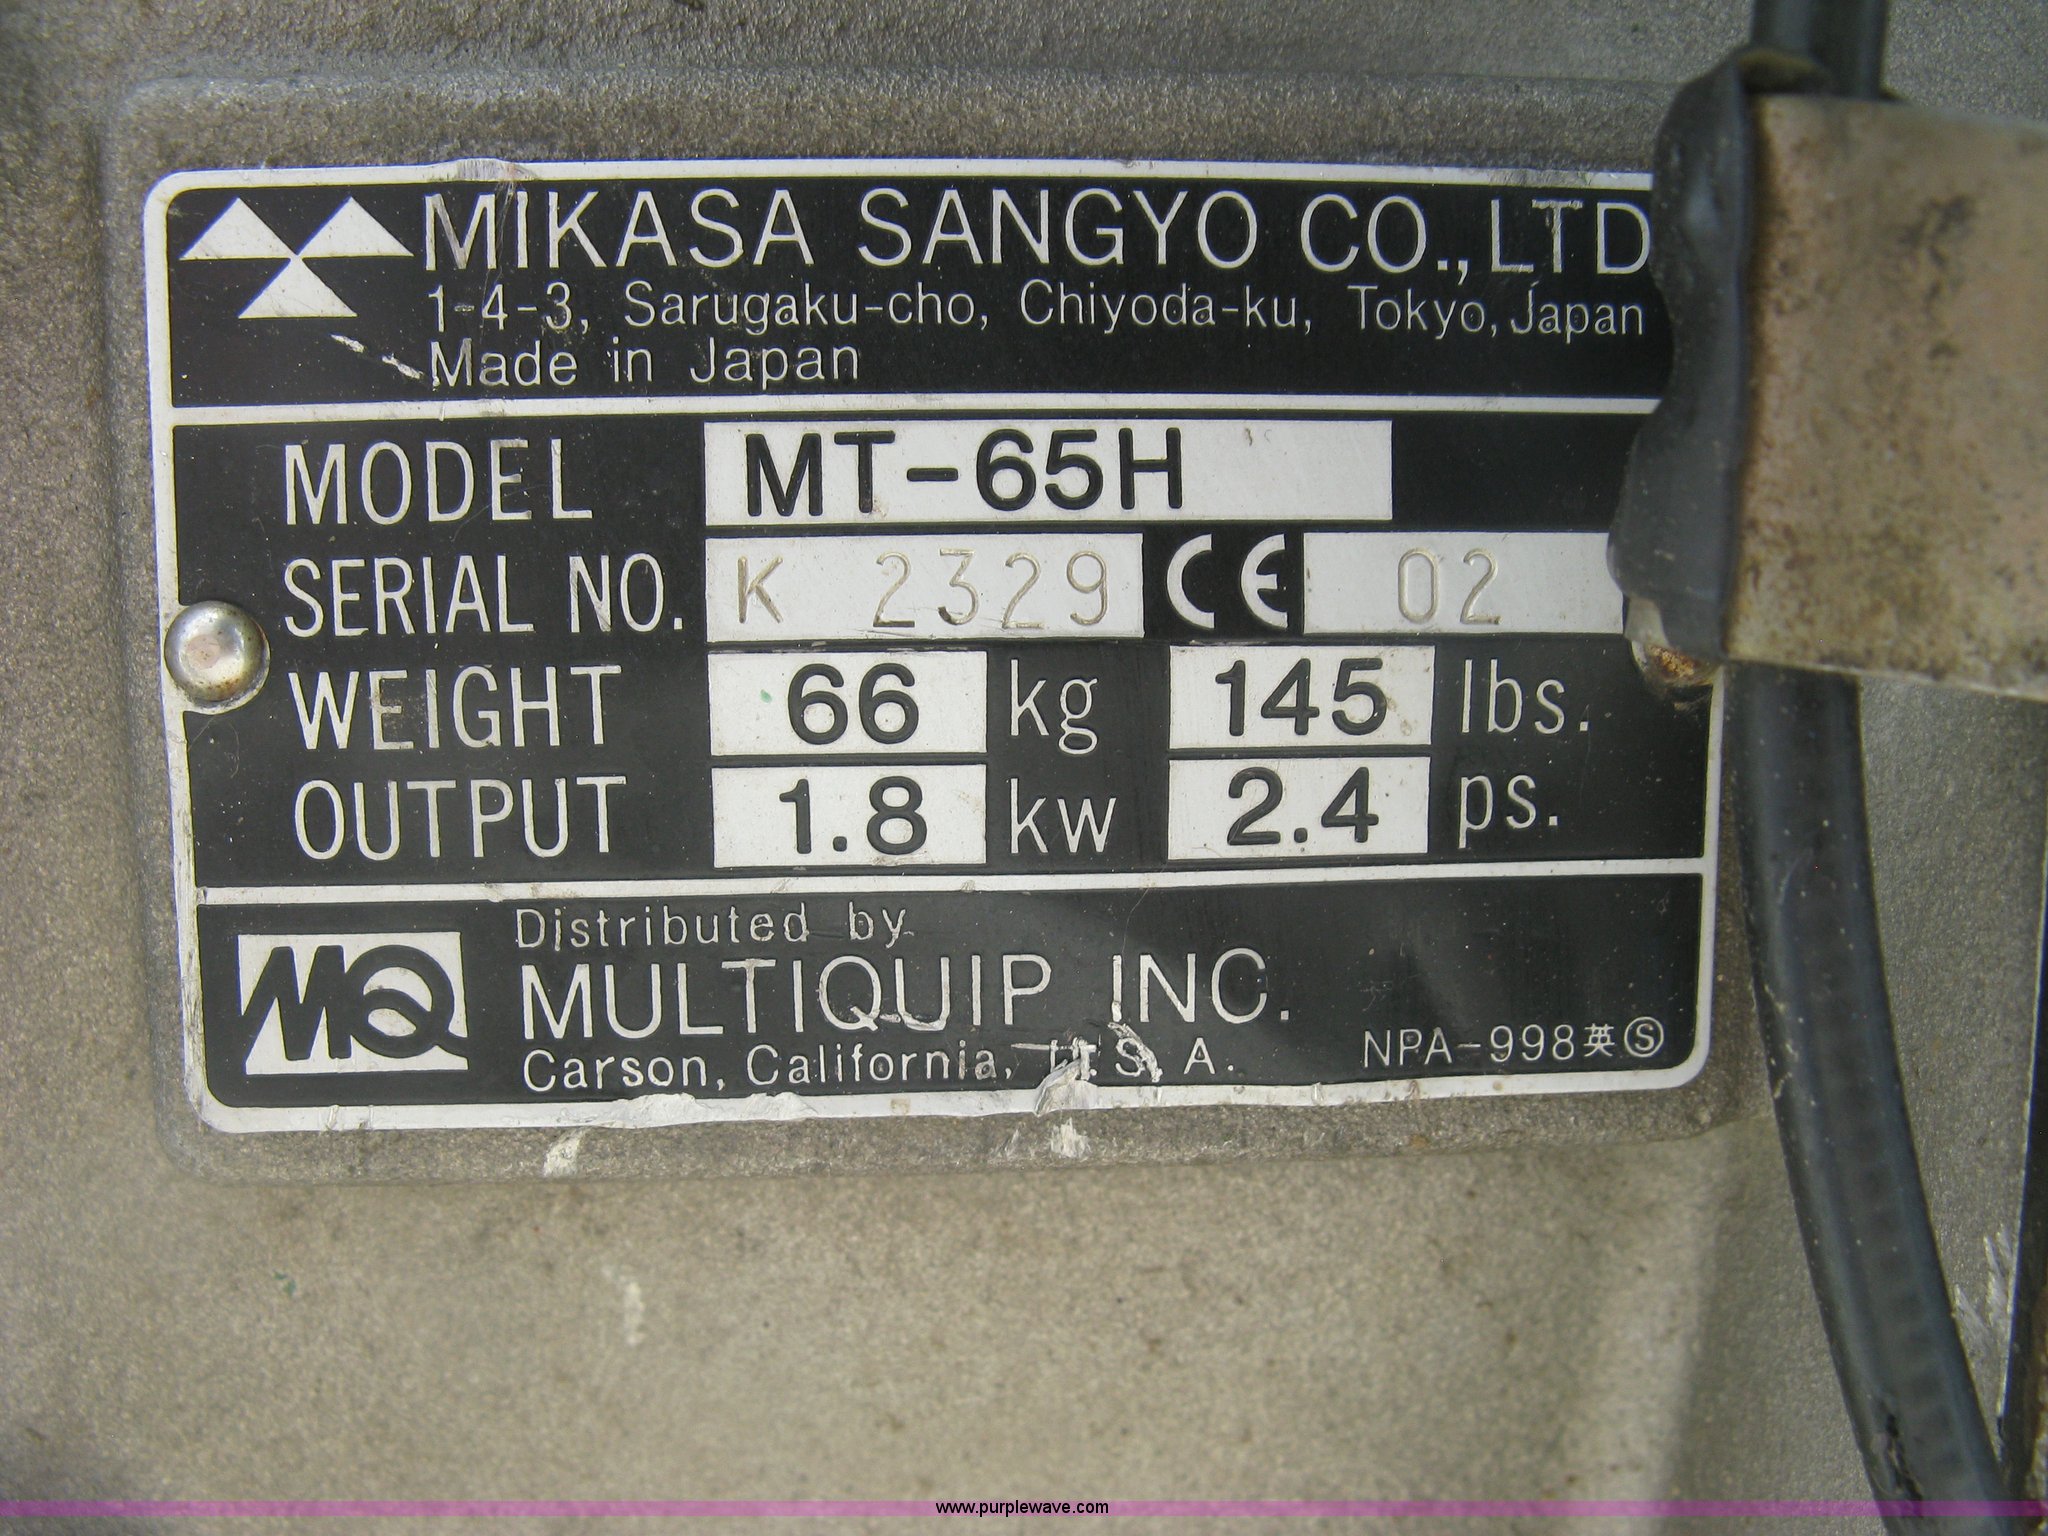 MIKASA SANGYO CO., LTD
1-4-3, Sarugaku-cho, Chiyoda-ku, Tokyo, Japan
Made in Japan
MODEL MT-65H
SERIAL NO. K 2329 CE 02
WEIGHT 66 kg 145 lbs.
OUTPUT 1.8 kw 2.4 ps.
MQ
Distributed by
MULTIQUIP INC.
Carson, California, U.S.A.
NPA-998英Ⓢ
www.purplewave.com